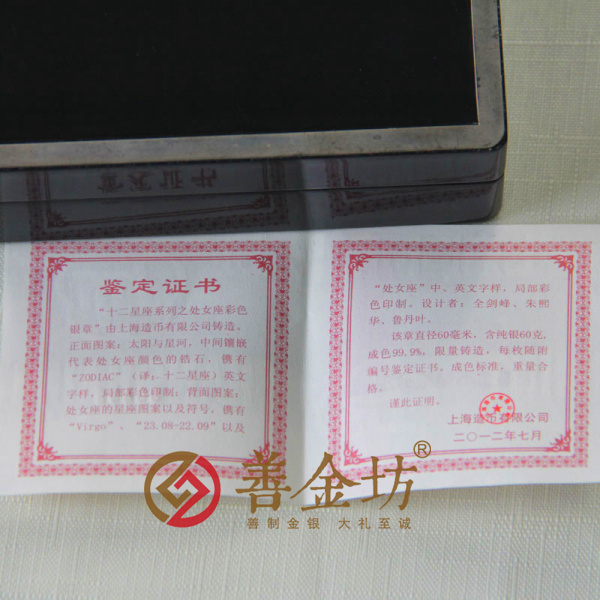 鉴定证书
“十二星座系列之处女座彩色
银章”由上海造币有限公司铸造。
正面图案：太阳与星河，中间镶嵌
代表处女座颜色的锆石，镌有
“ZODIAC”（译：十二星座）英文
字样，局部彩色印制；背面图案：
处女座的星座图案以及符号，镌有
“Virgo”、“23.08-22.09”以及
“处女座”中、英文字样，局部彩
色印制。设计者：全剑峰、朱熙
华、鲁丹叶。
该章直径60毫米，含纯银60克，
成色99.9%，限量铸造，每枚随附
编号鉴定证书。成色标准，重量合
格。
谨此证明。
上海造币有限公司
二〇一二年七月
善金坊®
善制金银 大礼至诚